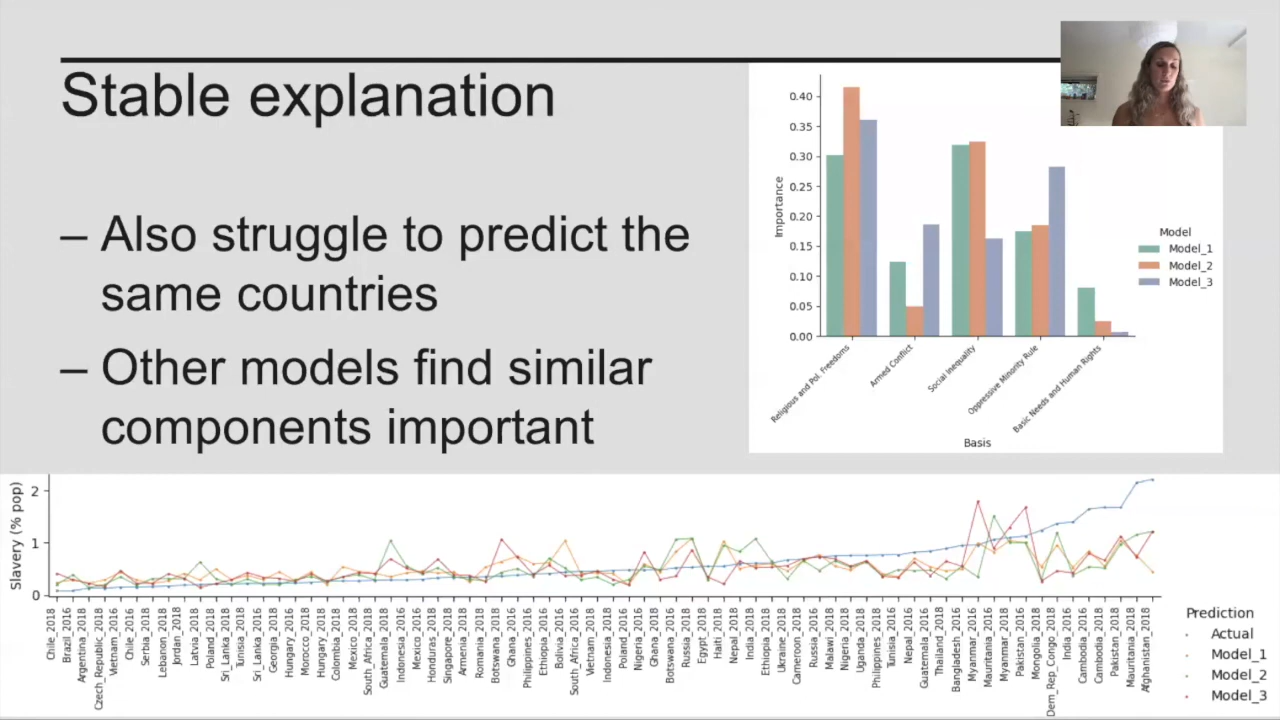 Stable explanation
– Also struggle to predict the
same countries
– Other models find similar
components important
0.40
0.35
0.30
0.25
0.20
0.15
0.10
0.05
0.00
Importance
Religious and Pol. Freedoms
Armed Conflict
Social Inequality
Oppressive Minority Rule
Basic Needs and Human Rights
Basis
Model
Model_1
Model_2
Model_3
Slavery (% pop)
2
1
0
Chile_2018
Brazil_2016
Argentina_2018
Czech_Republic_2018
Vietnam_2016
Chile_2016
Serbia_2018
Lebanon_2018
Jordan_2018
Latvia_2018
Poland_2018
Sri_Lanka_2018
Tunisia_2018
Sri_Lanka_2016
Georgia_2018
Hungary_2016
Morocco_2018
Hungary_2018
Colombia_2018
Mexico_2016
South_Africa_2018
Guatemala_2018
Indonesia_2016
Mexico_2018
Honduras_2018
Singapore_2018
Armenia_2018
Romania_2018
Botswana_2018
Ghana_2018
Philippines_2016
Ethiopia_2016
Bolivia_2018
South_Africa_2016
Vietnam_2018
Indonesia_2018
Poland_2016
Nigeria_2016
Ghana_2016
Botswana_2016
Russia_2018
Egypt_2018
Haiti_2018
Nepal_2018
India_2018
Ethiopia_2018
Ukraine_2018
Cameroon_2018
Russia_2016
Malawi_2018
Nigeria_2018
Uganda_2018
Philippines_2018
Tunisia_2016
Nepal_2016
Guatemala_2016
Thailand_2018
Bangladesh_2016
Myanmar_2016
Mauritania_2016
Myanmar_2018
Pakistan_2016
Mongolia_2018
Dem_Rep_Congo_2018
India_2016
Cambodia_2016
Cambodia_2018
Pakistan_2018
Mauritania_2018
Afghanistan_2018
Prediction
Actual
Model_1
Model_2
Model_3